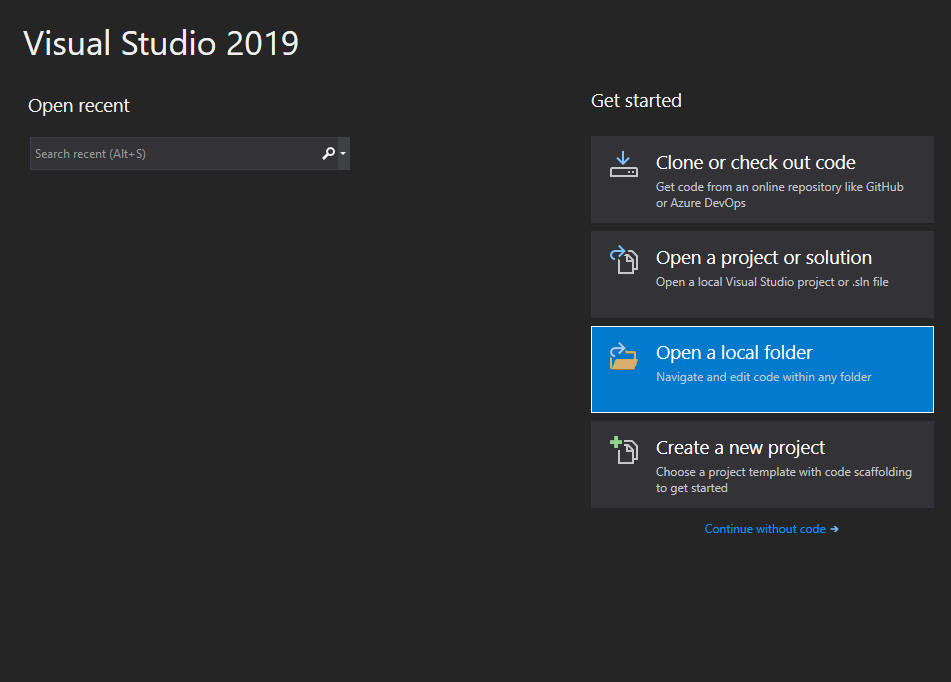 Visual Studio 2019
Open recent
Search recent (Alt+S)
Get started
Clone or check out code
Get code from an online repository like GitHub
or Azure DevOps
Open a project or solution
Open a local Visual Studio project or .sln file
Open a local folder
Navigate and edit code within any folder
Create a new project
Choose a project template with code scaffolding
to get started
Continue without code →